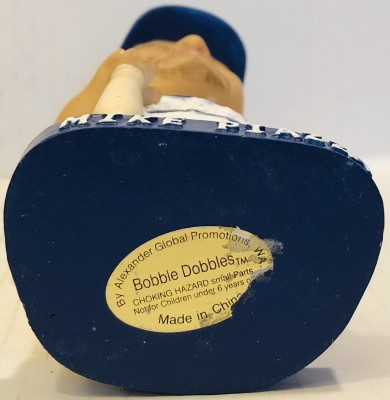 MIKE PIAZZ
By Alexander Global Promotions, WA.
Bobble Dobbles™
CHOKING HAZARD small Parts
Not for Children under 6 years o
Made in China